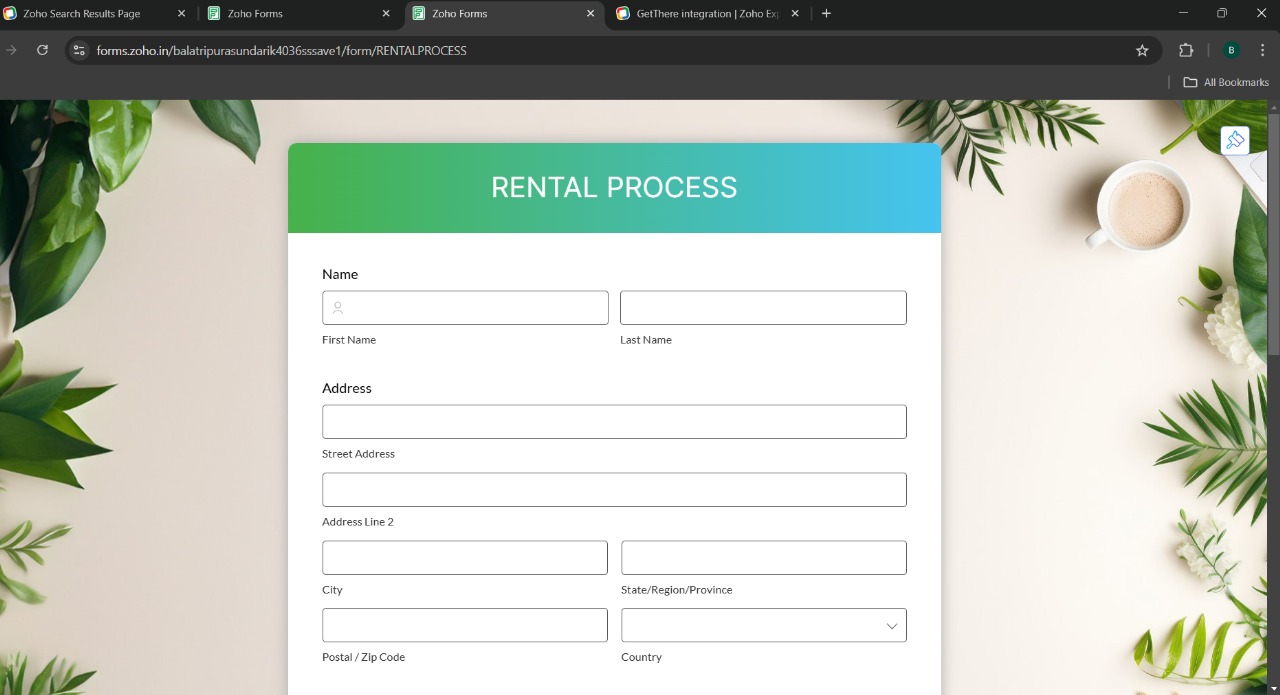 Zoho Search Results Page
Zoho Forms
Zoho Forms
GetThere integration | Zoho Exp
forms.zoho.in/balatripurasundarik4036sssave1/form/RENTALPROCESS
B
All Bookmarks
RENTAL PROCESS
Name
First Name Last Name
Address
Street Address
Address Line 2
City State/Region/Province
Postal / Zip Code Country